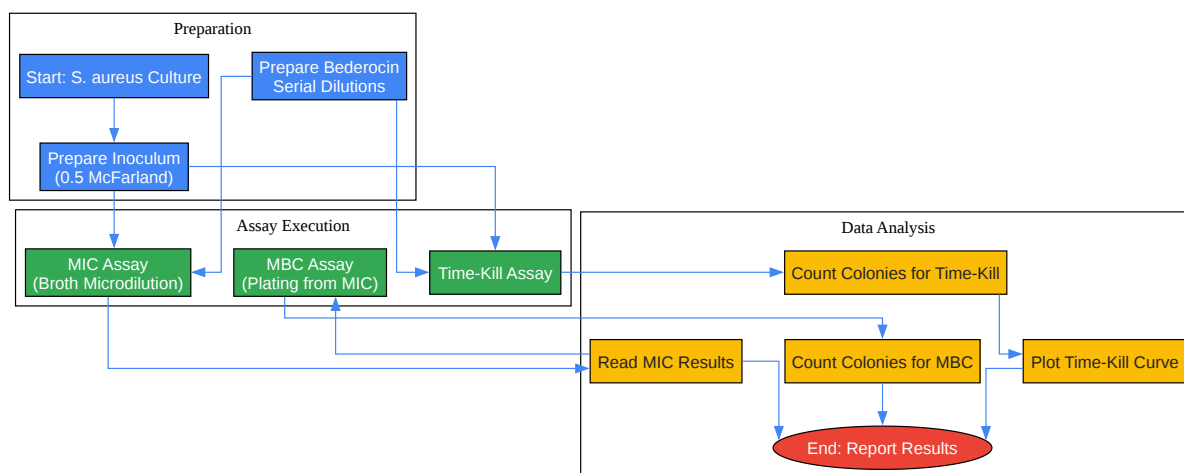 Preparation
Start: S. aureus Culture
Prepare Bederocin
Serial Dilutions
Prepare Inoculum
(0.5 McFarland)
Assay Execution
MIC Assay
(Broth Microdilution)
MBC Assay
(Plating from MIC)
Time-Kill Assay
Data Analysis
Count Colonies for Time-Kill
Read MIC Results
Count Colonies for MBC
Plot Time-Kill Curve
End: Report Results